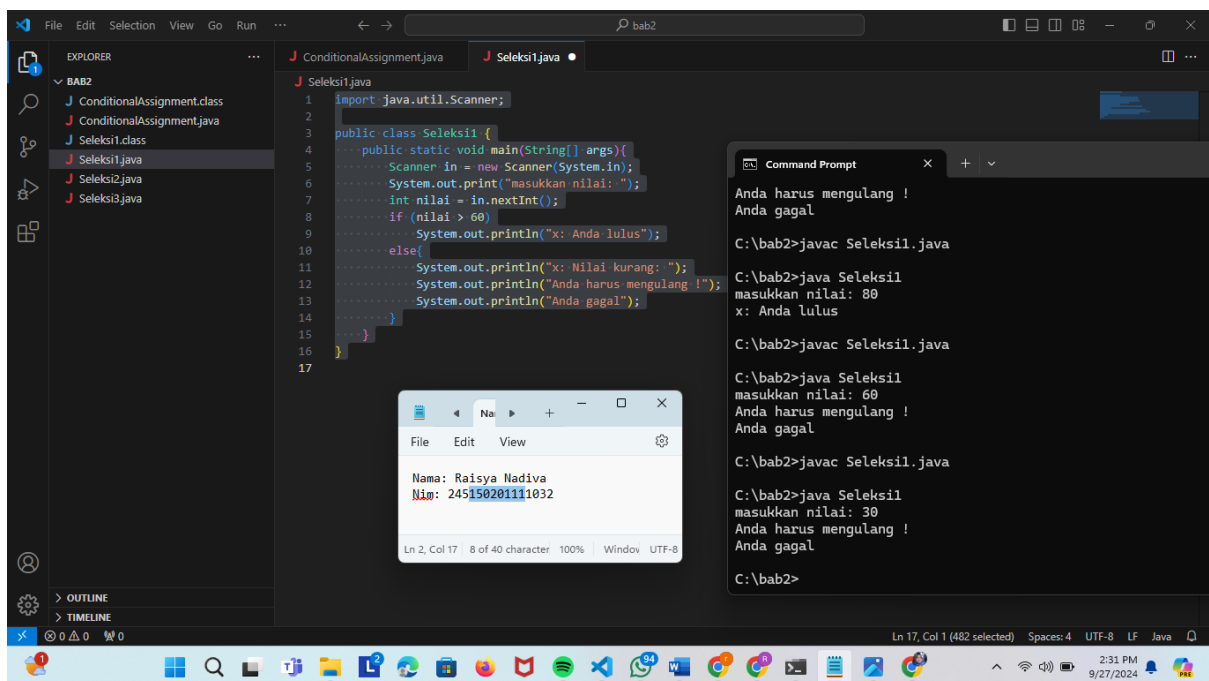 File Edit Selection View Go Run ··· ← → bab2
EXPLORER ···
BAB2
J ConditionalAssignment.class
J ConditionalAssignment.java
J Seleksi1.class
J Seleksi1.java
J Seleksi2.java
J Seleksi3.java
OUTLINE
TIMELINE
J ConditionalAssignment.java J Seleksi1.java ●
J Seleksi1.java
1 import java.util.Scanner;
2
3 public class Seleksi1 {
4 public static void main(String[] args){
5 Scanner in = new Scanner(System.in);
6 System.out.print("masukkan nilai: ");
7 int nilai = in.nextInt();
8 if (nilai > 60)
9 System.out.println("x: Anda lulus");
10 else{
11 System.out.println("x: Nilai kurang: ");
12 System.out.println("Anda harus mengulang !");
13 System.out.println("Anda gagal");
14 }
15 }
16 }
17
Command Prompt
Anda harus mengulang !
Anda gagal
C:\bab2>javac Seleksi1.java
C:\bab2>java Seleksi1
masukkan nilai: 80
x: Anda lulus
C:\bab2>javac Seleksi1.java
C:\bab2>java Seleksi1
masukkan nilai: 60
Anda harus mengulang !
Anda gagal
C:\bab2>javac Seleksi1.java
C:\bab2>java Seleksi1
masukkan nilai: 30
Anda harus mengulang !
Anda gagal
C:\bab2>
Na
File Edit View
Nama: Raisya Nadiva
Nim: 245150201111032
Ln 2, Col 17 8 of 40 character 100% Window UTF-8
0 0 0 Ln 17, Col 1 (482 selected) Spaces: 4 UTF-8 LF Java
2:31 PM
9/27/2024